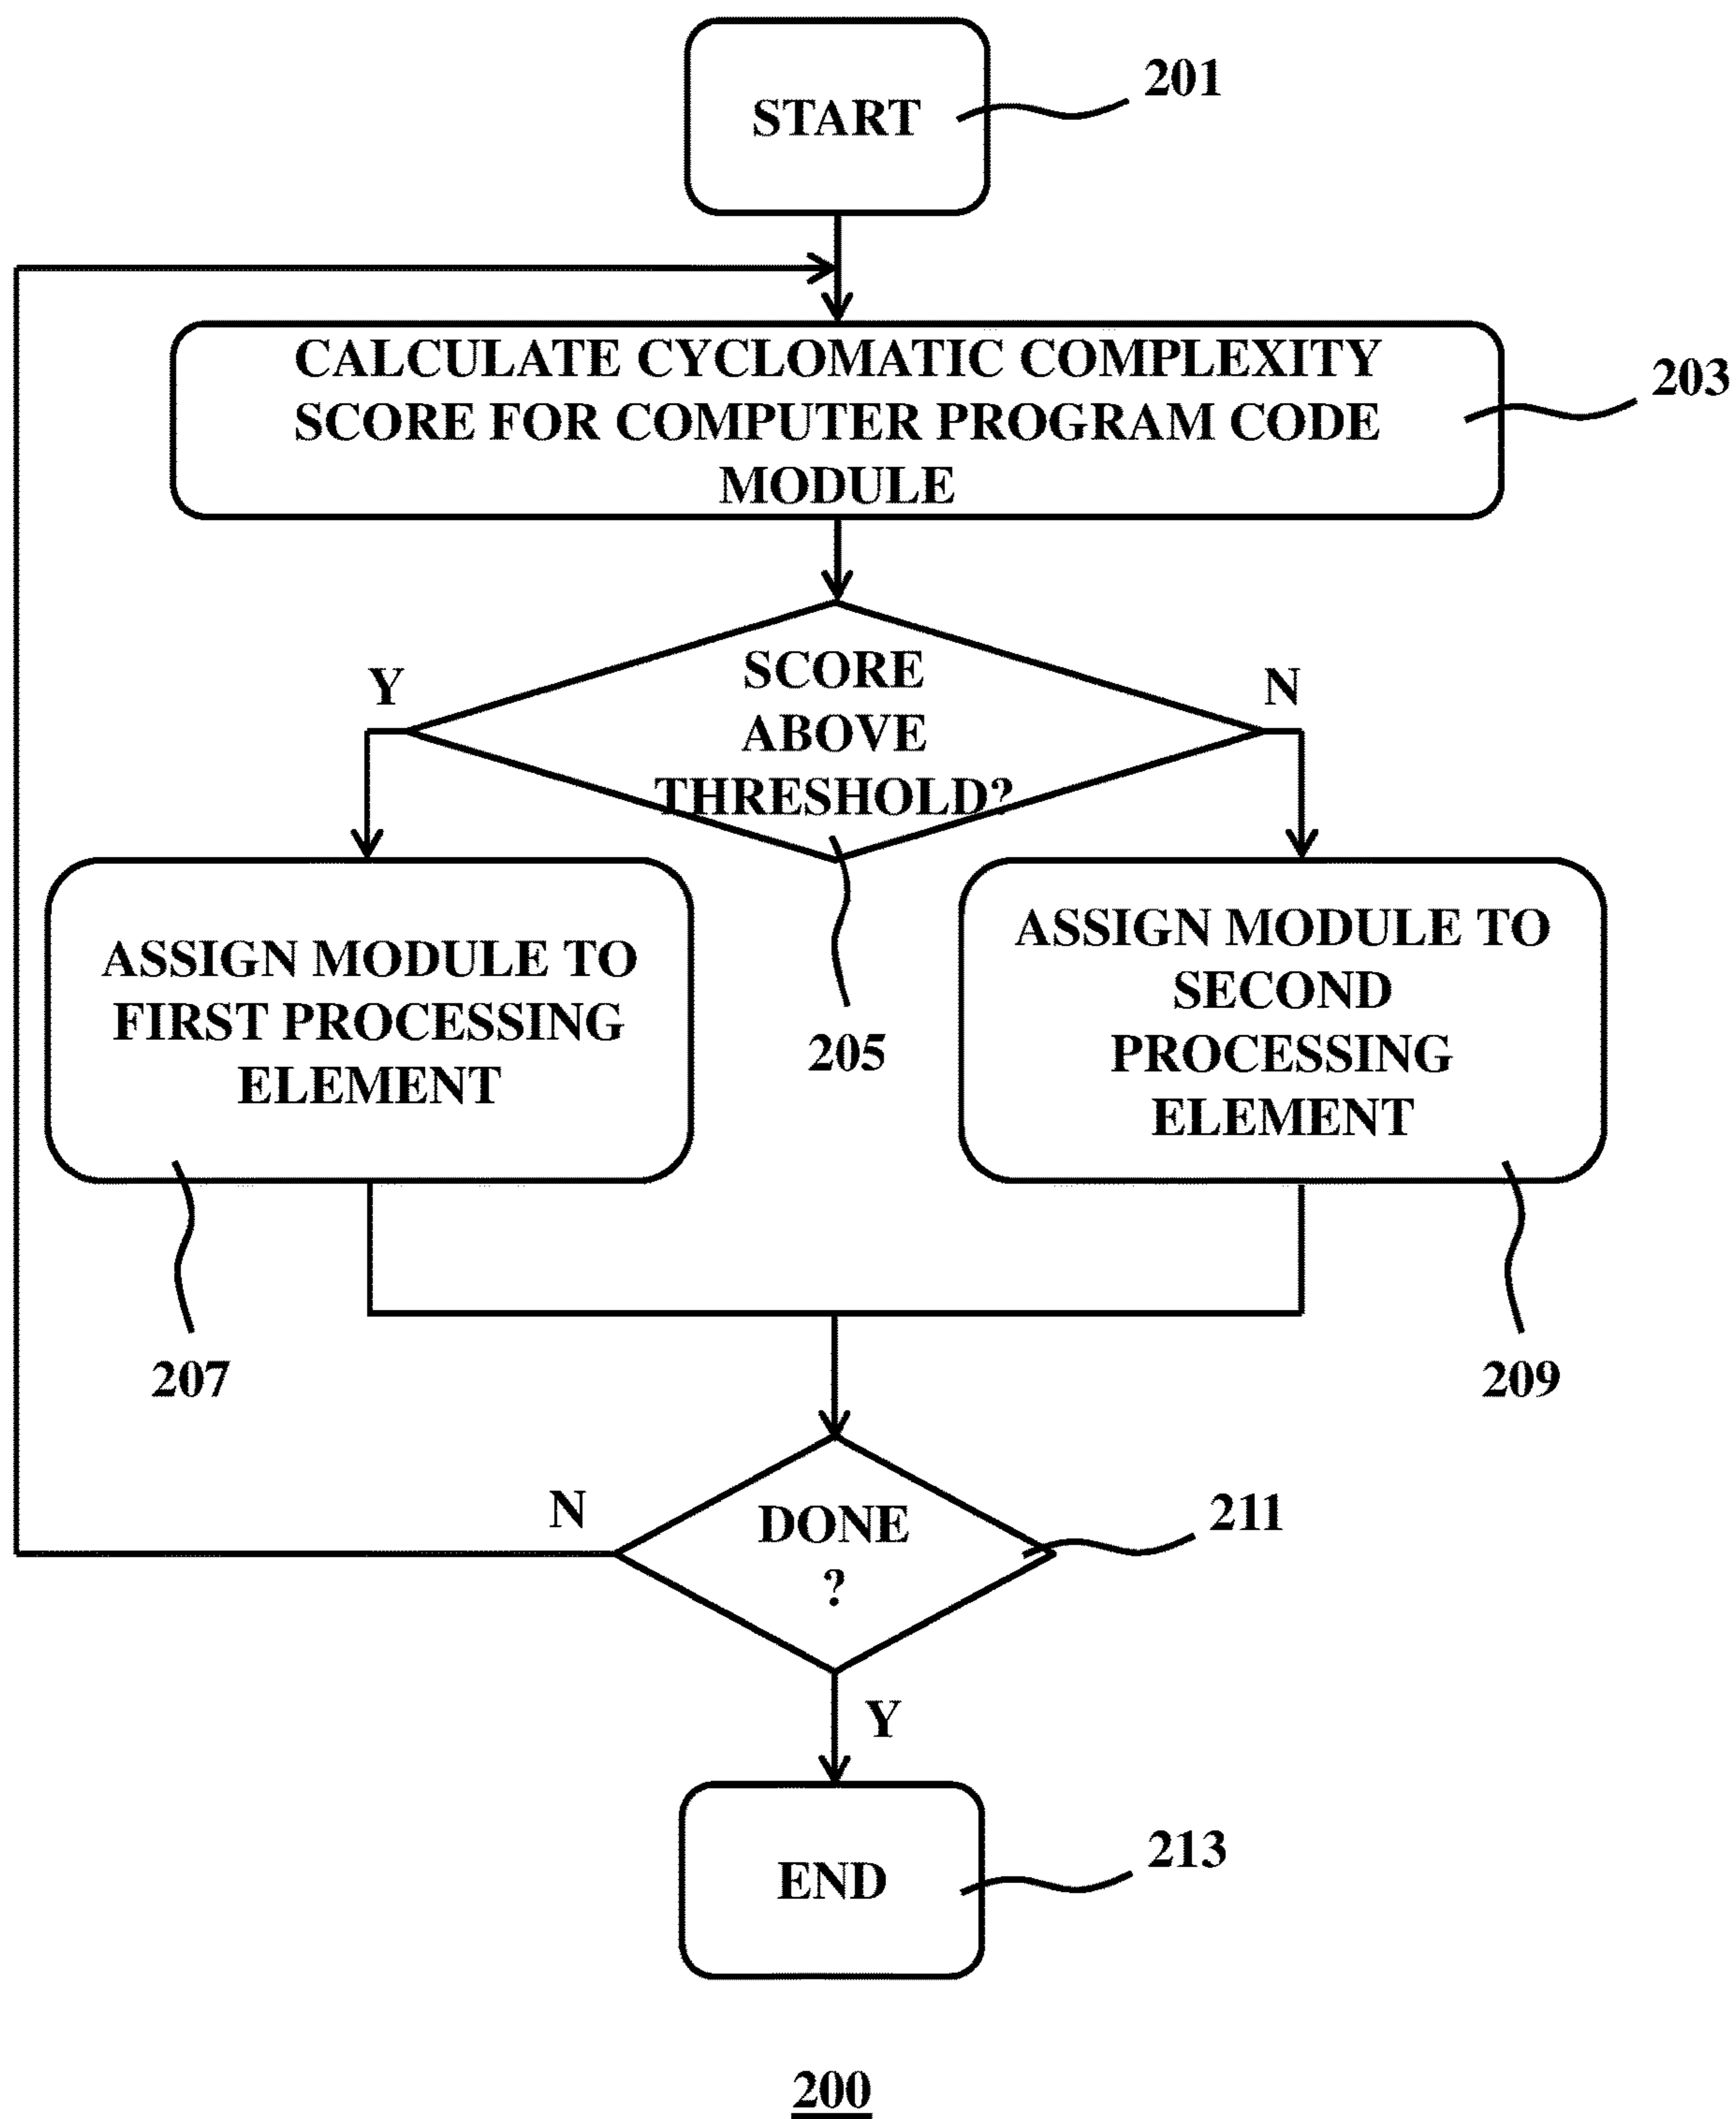 START
201
CALCULATE CYCLOMATIC COMPLEXITY
SCORE FOR COMPUTER PROGRAM CODE
MODULE
203
SCORE
ABOVE
THRESHOLD?
Y
N
205
ASSIGN MODULE TO
FIRST PROCESSING
ELEMENT
207
ASSIGN MODULE TO
SECOND
PROCESSING
ELEMENT
209
DONE
?
N
211
Y
END
213
200